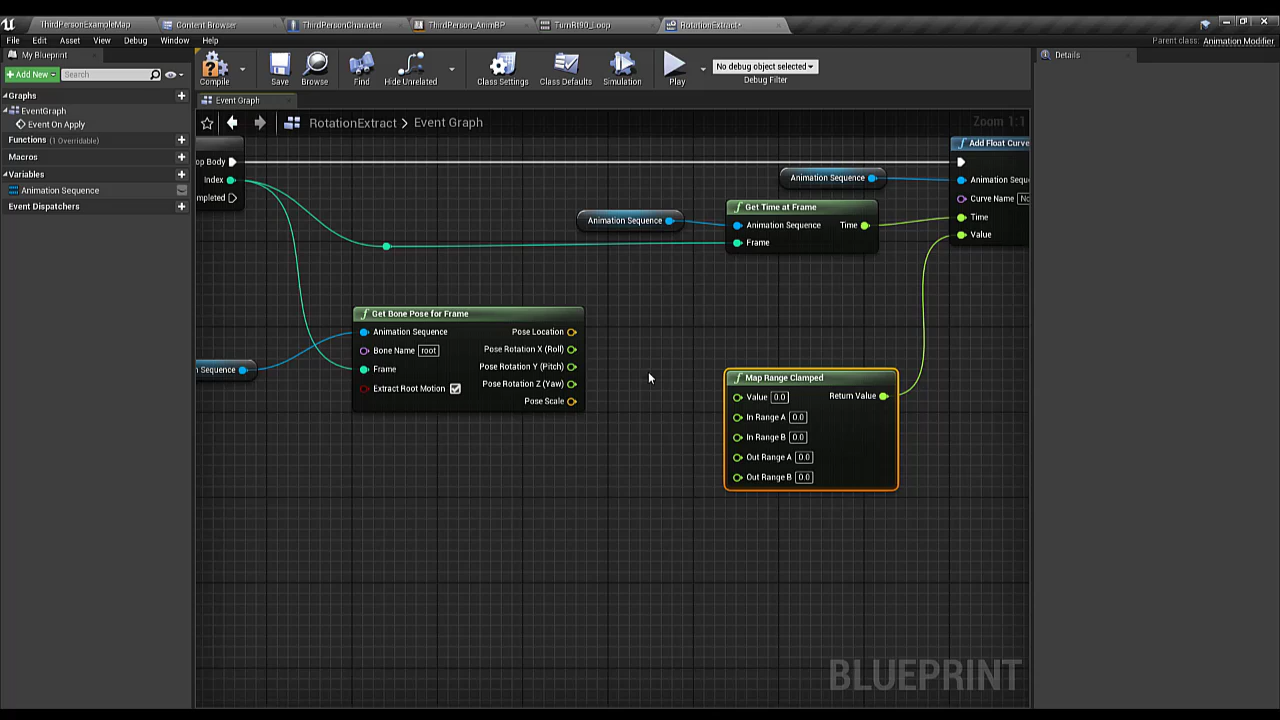 ThirdPersonExampleMap
Content Browser
ThirdPersonCharacter
ThirdPerson_AnimBP
TurnRt90_Loop
RotationExtract•
File Edit Asset View Debug Window Help
Parent class: Animation Modifier
My Blueprint
+Add New Search
Graphs
EventGraph
Event On Apply
Functions (1 Overridable)
Macros
Variables
Animation Sequence
Event Dispatchers
Compile
Save
Browse
Find
Hide Unrelated
Class Settings
Class Defaults
Simulation
Play
No debug object selected
Debug Filter
Details
Event Graph
RotationExtract > Event Graph
Zoom 1:1
op Body
Index
mpleted
Animation Sequence
Add Float Curve
Animation Sequ
Curve Name
Time
Value
Animation Sequence
Get Time at Frame
Animation Sequence Time
Frame
n Sequence
Get Bone Pose for Frame
Animation Sequence Pose Location
Bone Name root Pose Rotation X (Roll)
Frame Pose Rotation Y (Pitch)
Extract Root Motion Pose Rotation Z (Yaw)
Pose Scale
Map Range Clamped
Value 0.0 Return Value
In Range A 0.0
In Range B 0.0
Out Range A 0.0
Out Range B 0.0
BLUEPRINT